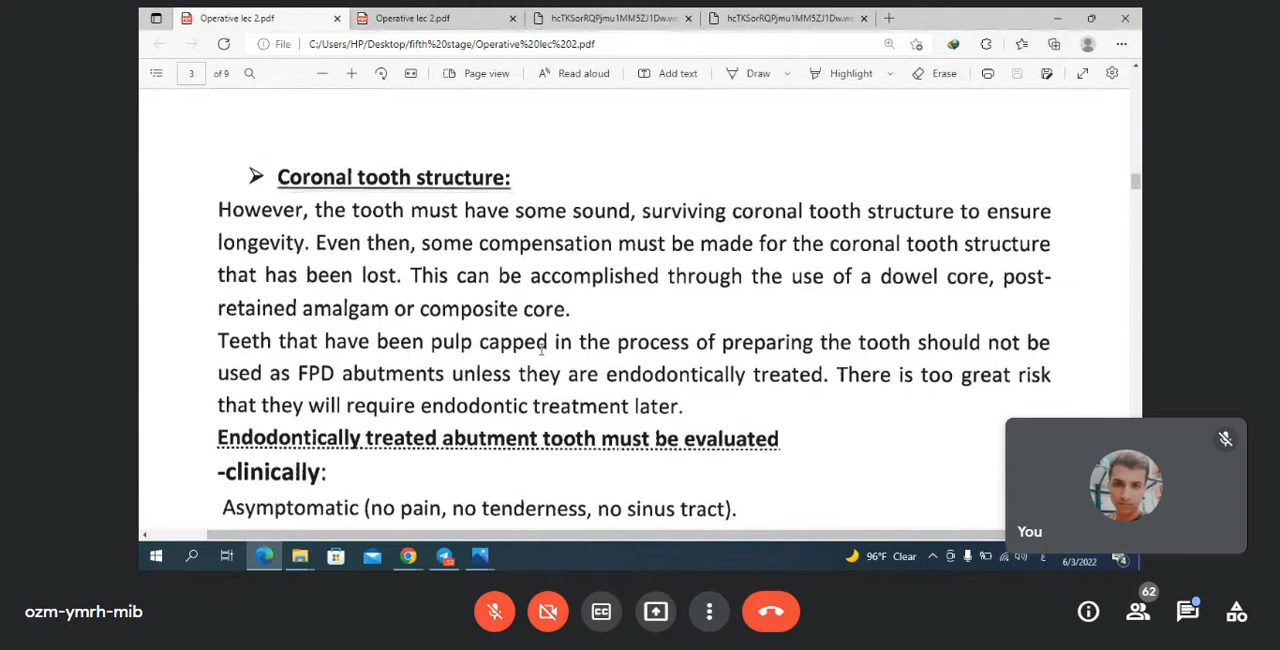 Operative lec 2.pdf
Operative lec 2.pdf
hcTKSorRQPjmu1MM5ZJ1Dw.we
hcTKSorRQPjmu1MM5ZJ1Dw.we
File
C:/Users/HP/Desktop/fifth%20stage/Operative%20lec%202.pdf
3 of 9
Page view
Read aloud
Add text
Draw
Highlight
Erase
Coronal tooth structure:
However, the tooth must have some sound, surviving coronal tooth structure to ensure
longevity. Even then, some compensation must be made for the coronal tooth structure
that has been lost. This can be accomplished through the use of a dowel core, post-
retained amalgam or composite core.
Teeth that have been pulp capped in the process of preparing the tooth should not be
used as FPD abutments unless they are endodontically treated. There is too great risk
that they will require endodontic treatment later.
Endodontically treated abutment tooth must be evaluated
-clinically:
Asymptomatic (no pain, no tenderness, no sinus tract).
You
96°F Clear
ع
6/3/2022
4
ozm-ymrh-mib
62